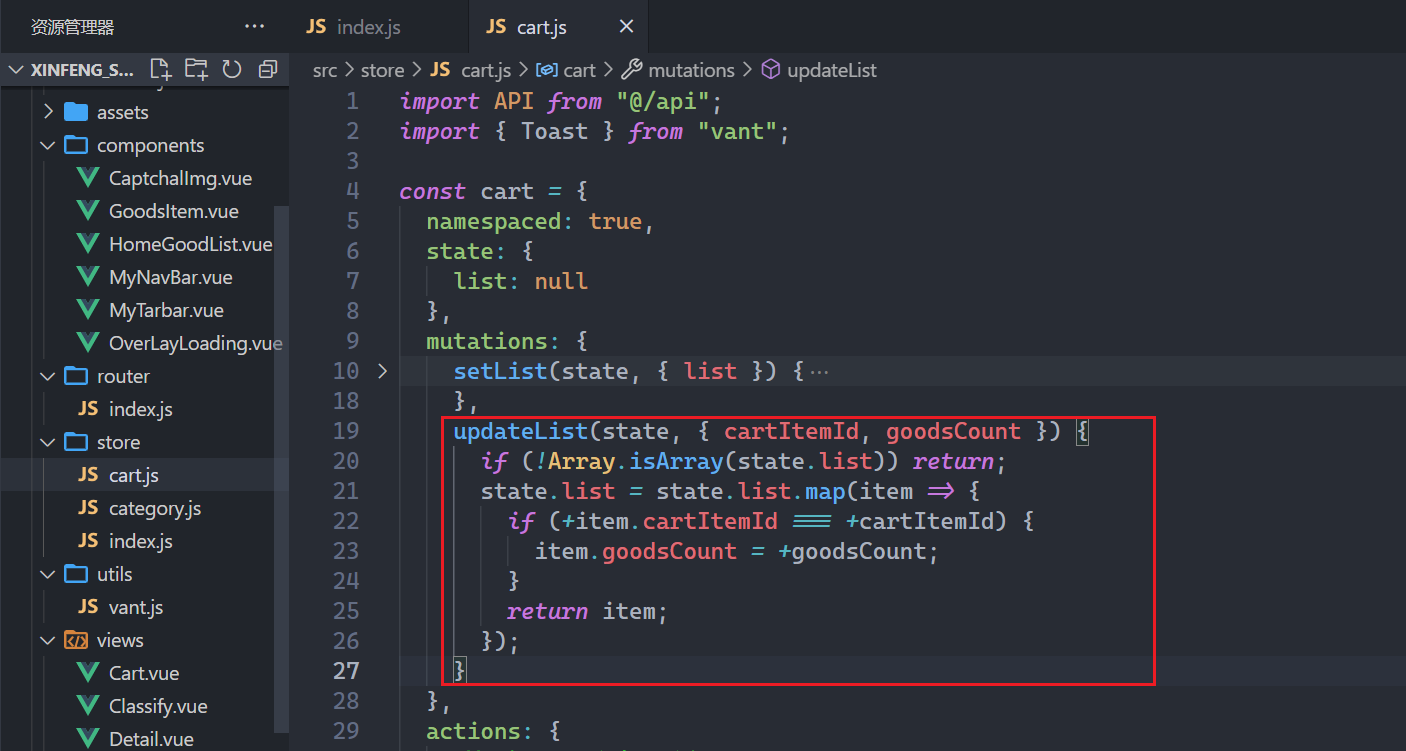 资源管理器 ···
JS index.js
JS cart.js
XINFENG_S...
src > store > JS cart.js > cart > mutations > updateList
assets
components
CaptchalImg.vue
GoodsItem.vue
HomeGoodList.vue
MyNavBar.vue
MyTarbar.vue
OverLayLoading.vue
router
JS index.js
store
JS cart.js
JS category.js
JS index.js
utils
JS vant.js
views
Cart.vue
Classify.vue
Detail.vue
1 import API from "@/api";
2 import { Toast } from "vant";
3
4 const cart = {
5 namespaced: true,
6 state: {
7 list: null
8 },
9 mutations: {
10 setList(state, { list }) {···
18 },
19 updateList(state, { cartItemId, goodsCount }) {
20 if (!Array.isArray(state.list)) return;
21 state.list = state.list.map(item => {
22 if (+item.cartItemId === +cartItemId) {
23 item.goodsCount = +goodsCount;
24 }
25 return item;
26 });
27 }
28 },
29 actions: {